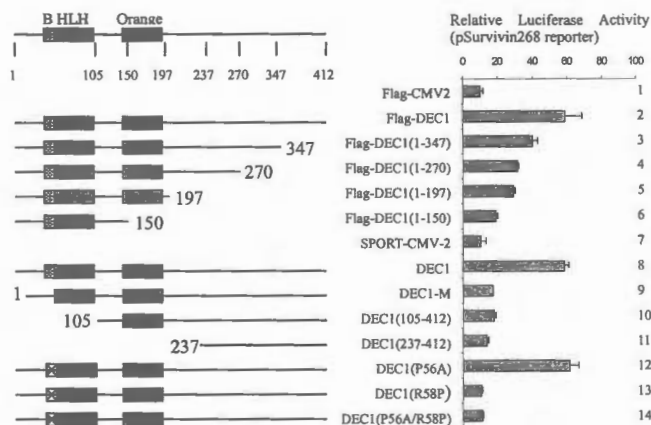 B HLH Orange
1 105 150 197 237 270 347 412
347
270
197
150
1
105
237
Relative Luciferase Activity
(pSurvivin268 reporter)
0 20 40 60 80 100
Flag-CMV2 1
Flag-DEC1 2
Flag-DEC1(1-347) 3
Flag-DEC1(1-270) 4
Flag-DEC1(1-197) 5
Flag-DEC1(1-150) 6
SPORT-CMV-2 7
DEC1 8
DEC1-M 9
DEC1(105-412) 10
DEC1(237-412) 11
DEC1(P56A) 12
DEC1(R58P) 13
DEC1(P56A/R58P) 14